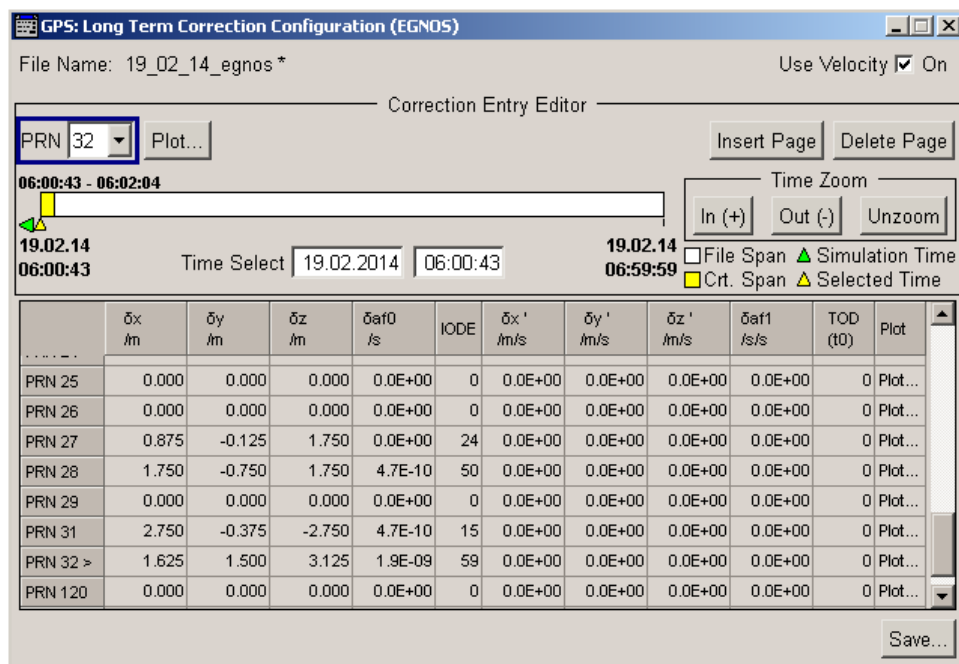 GPS: Long Term Correction Configuration (EGNOS)
File Name: 19_02_14_egnos * Use Velocity On
Correction Entry Editor
PRN 32 Plot... Insert Page Delete Page
06:00:43 - 06:02:04
Time Zoom
In (+) Out (-) Unzoom
19.02.14
06:00:43
Time Select 19.02.2014 06:00:43
19.02.14
06:59:59
File Span Simulation Time
Crt. Span Selected Time
δx /m δy /m δz /m δaf0 /s IODE δx ' /m/s δy ' /m/s δz ' /m/s δaf1 /s/s TOD (t0) Plot
PRN 25 0.000 0.000 0.000 0.0E+00 0 0.0E+00 0.0E+00 0.0E+00 0.0E+00 0 Plot...
PRN 26 0.000 0.000 0.000 0.0E+00 0 0.0E+00 0.0E+00 0.0E+00 0.0E+00 0 Plot...
PRN 27 0.875 -0.125 1.750 0.0E+00 24 0.0E+00 0.0E+00 0.0E+00 0.0E+00 0 Plot...
PRN 28 1.750 -0.750 1.750 4.7E-10 50 0.0E+00 0.0E+00 0.0E+00 0.0E+00 0 Plot...
PRN 29 0.000 0.000 0.000 0.0E+00 0 0.0E+00 0.0E+00 0.0E+00 0.0E+00 0 Plot...
PRN 31 2.750 -0.375 -2.750 4.7E-10 15 0.0E+00 0.0E+00 0.0E+00 0.0E+00 0 Plot...
PRN 32 > 1.625 1.500 3.125 1.9E-09 59 0.0E+00 0.0E+00 0.0E+00 0.0E+00 0 Plot...
PRN 120 0.000 0.000 0.000 0.0E+00 0 0.0E+00 0.0E+00 0.0E+00 0.0E+00 0 Plot...
Save...